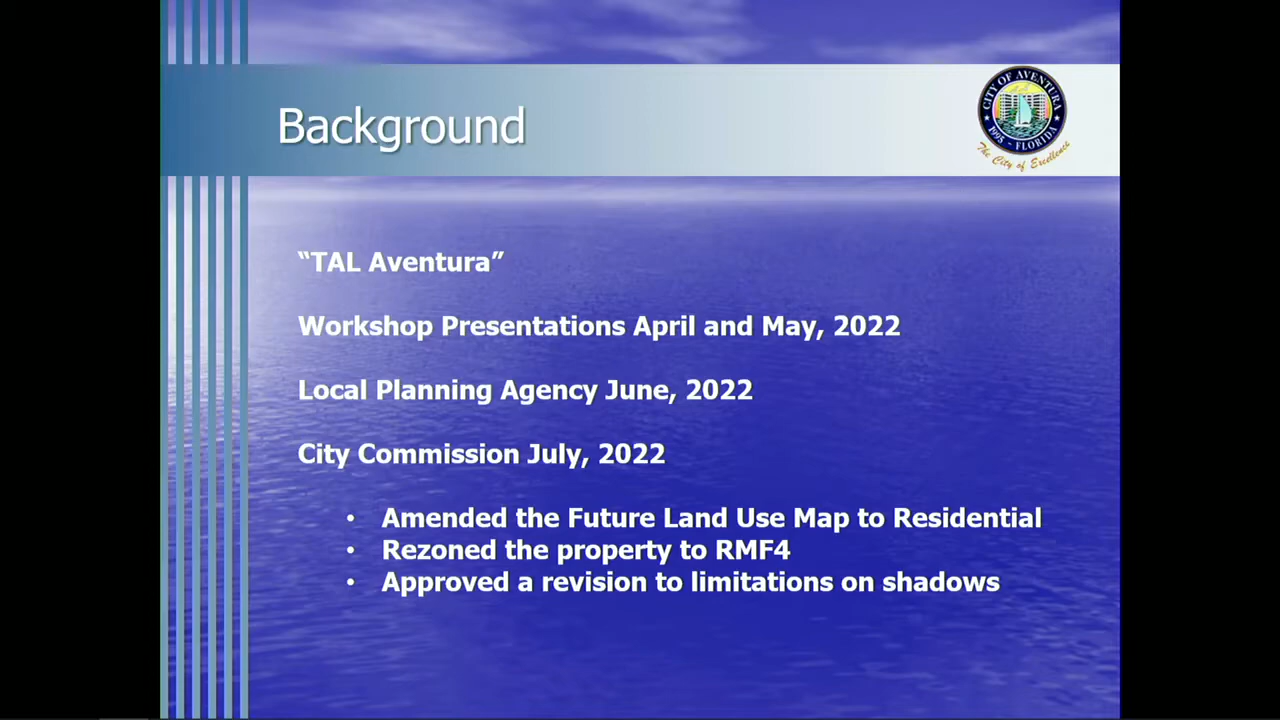 Background
CITY OF AVENTURA
1995 - FLORIDA
The City of Excellence
“TAL Aventura”
Workshop Presentations April and May, 2022
Local Planning Agency June, 2022
City Commission July, 2022
• Amended the Future Land Use Map to Residential
• Rezoned the property to RMF4
• Approved a revision to limitations on shadows